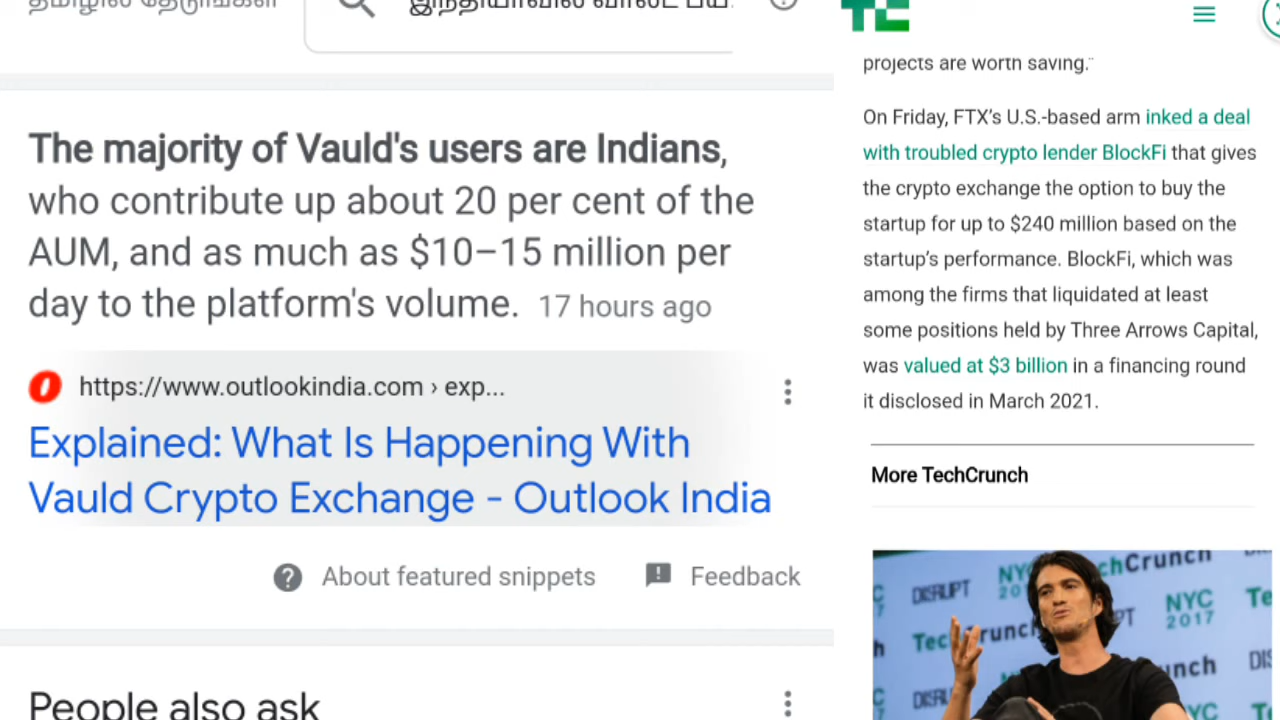 தமிழில் தேடுங்கள்
இந்தியாவில் வால்ட் பய
The majority of Vauld's users are Indians,
who contribute up about 20 per cent of the
AUM, and as much as $10–15 million per
day to the platform's volume. 17 hours ago
https://www.outlookindia.com › exp...
Explained: What Is Happening With
Vauld Crypto Exchange - Outlook India
About featured snippets
Feedback
People also ask
projects are worth saving."
On Friday, FTX’s U.S.-based arm inked a deal
with troubled crypto lender BlockFi that gives
the crypto exchange the option to buy the
startup for up to $240 million based on the
startup’s performance. BlockFi, which was
among the firms that liquidated at least
some positions held by Three Arrows Capital,
was valued at $3 billion in a financing round
it disclosed in March 2021.
More TechCrunch
chCrunch
DISRUPT
NYC
2017
TechCrunch